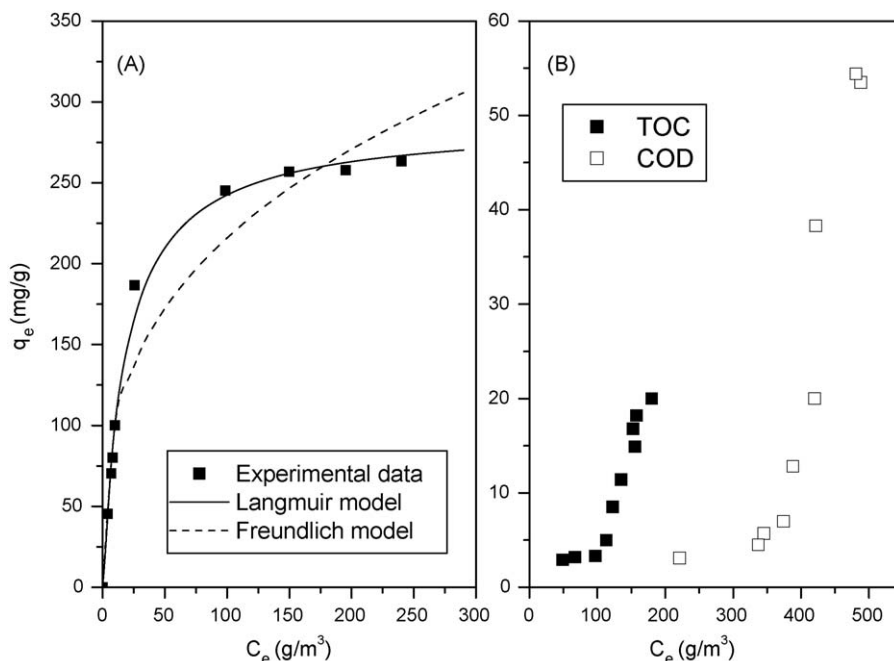 (A)
350
300
250
200
150
100
50
0
q_e (mg/g)
Experimental data
Langmuir model
Freundlich model
0 50 100 150 200 250 300
C_e (g/m³)
(B)
60
50
40
30
20
10
0
TOC
COD
0 100 200 300 400 500
C_e (g/m³)